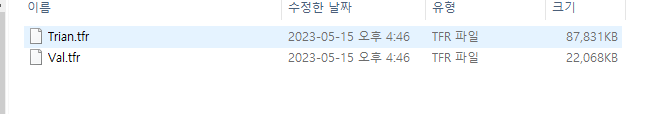 이름 수정한 날짜 유형 크기
Trian.tfr 2023-05-15 오후 4:46 TFR 파일 87,831KB
Val.tfr 2023-05-15 오후 4:46 TFR 파일 22,068KB